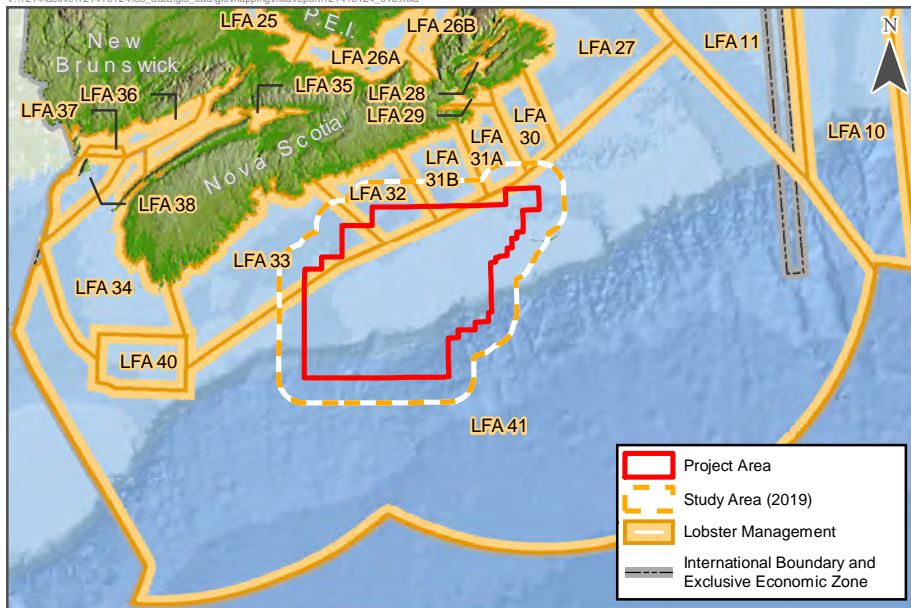 LFA 25
P.E.I.
LFA 26B
LFA 26A
LFA 27
LFA 11
N
New
Brunswick
LFA 36
LFA 37
LFA 35
LFA 28
LFA 29
LFA
30
LFA
31A
LFA
31B
LFA 10
Nova Scotia
LFA 32
LFA 38
LFA 33
LFA 34
LFA 40
LFA 41
Project Area
Study Area (2019)
Lobster Management
International Boundary and
Exclusive Economic Zone